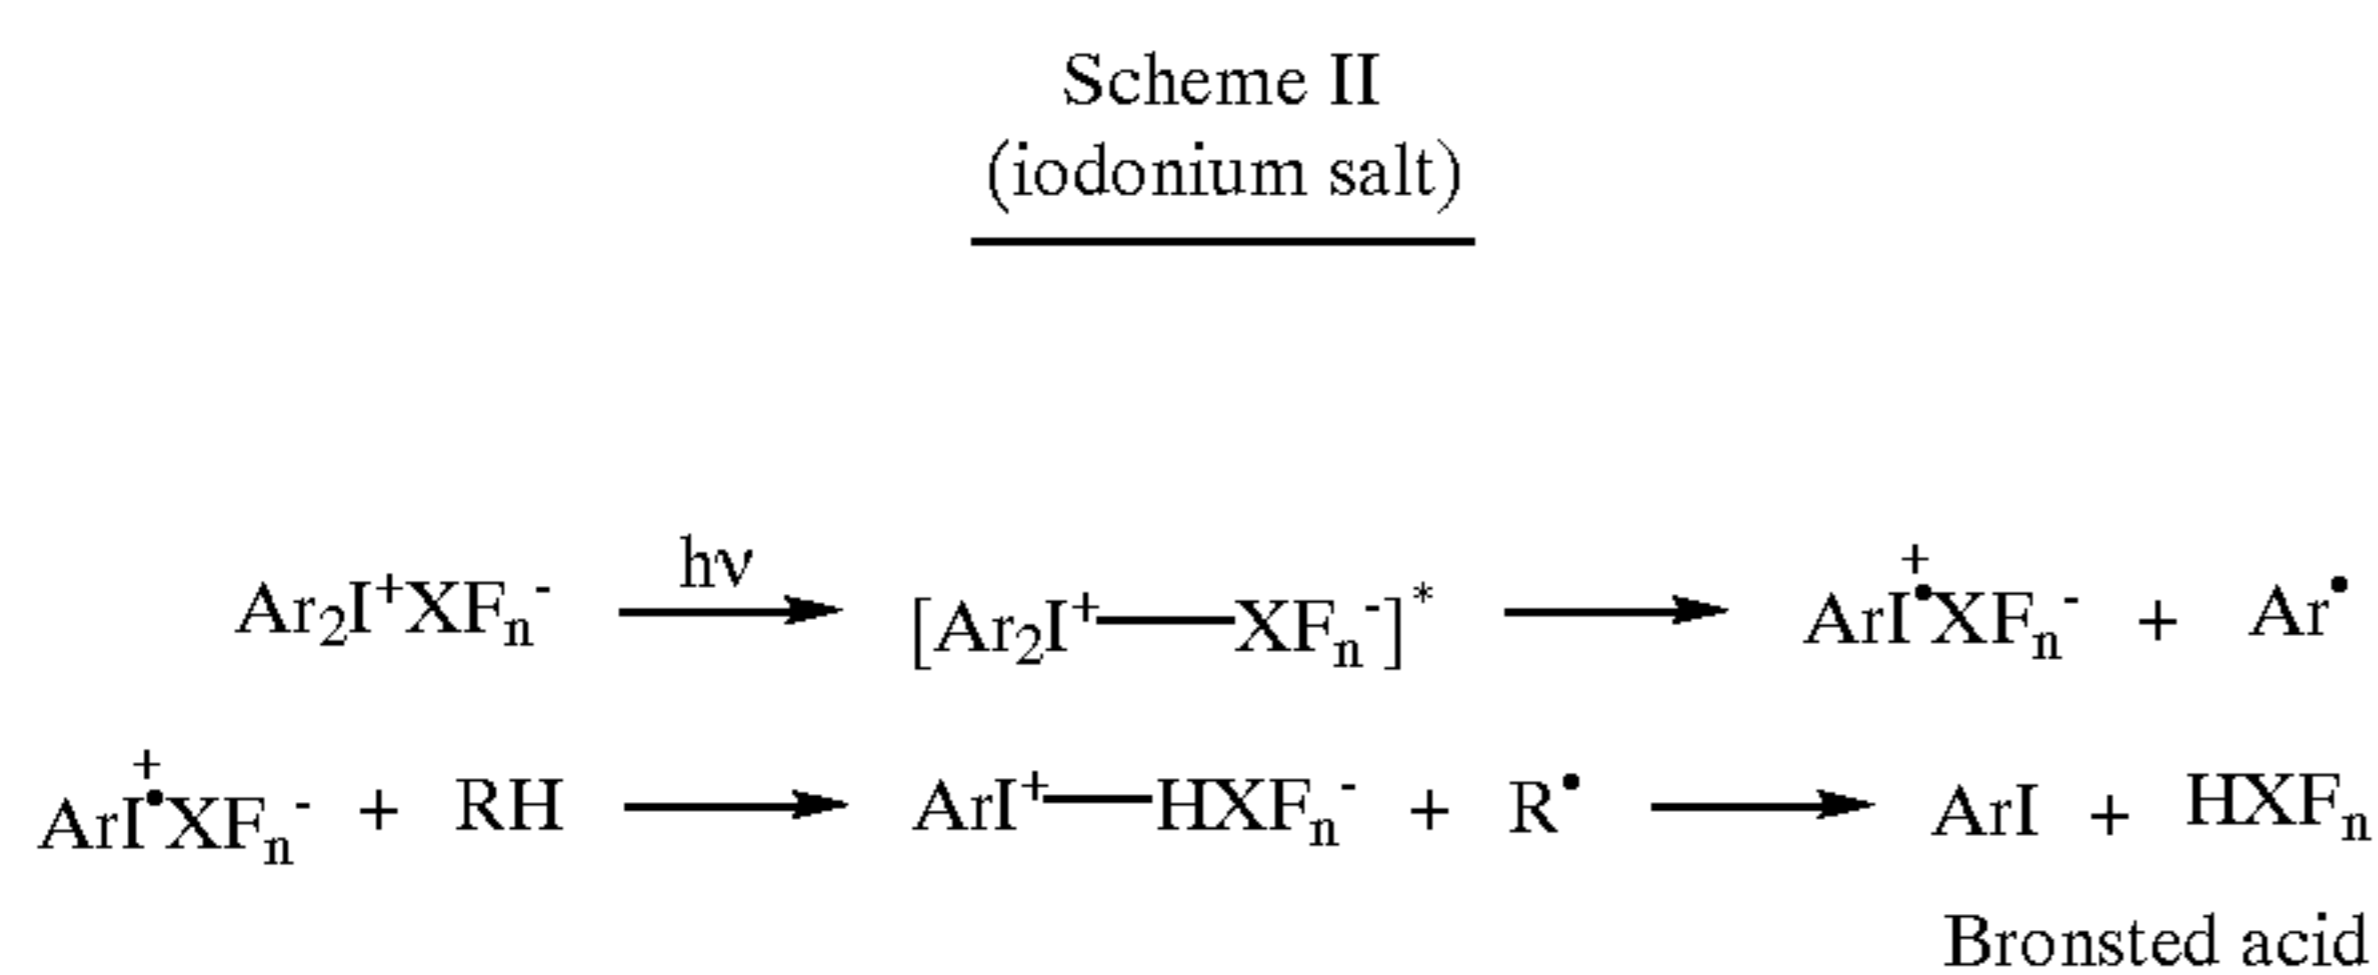 Scheme II
(iodonium salt)
Ar₂I⁺XFₙ⁻ hν [Ar₂I⁺—XFₙ⁻]* ArI•⁺XFₙ⁻ + Ar•
ArI•⁺XFₙ⁻ + RH ArI⁺—HXFₙ⁻ + R• ArI + HXFₙ
Bronsted acid